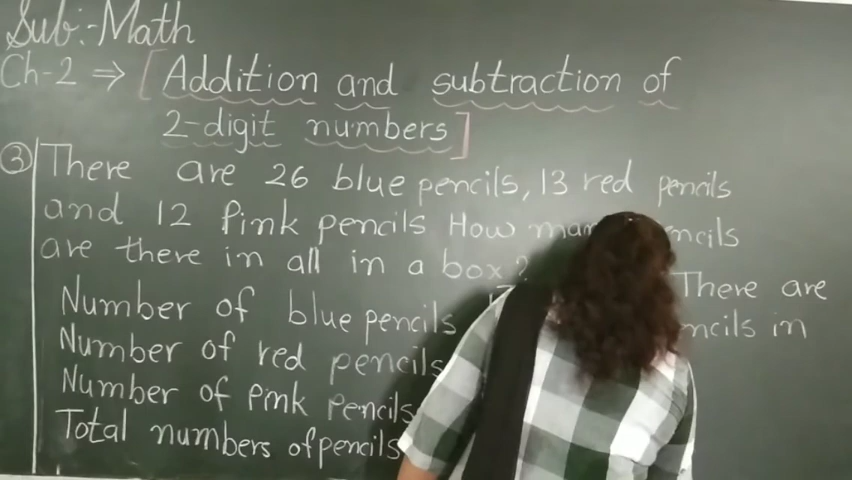 Sub:- Math
Ch-2 ⇒ [Addition and subtraction of
2-digit numbers]
③ There are 26 blue pencils, 13 red pencils
and 12 Pink pencils How
are there in all in a box?
There are
in
Number of blue pencils
Number of red pencils
Number of Pink Pencils
Total numbers of pencils